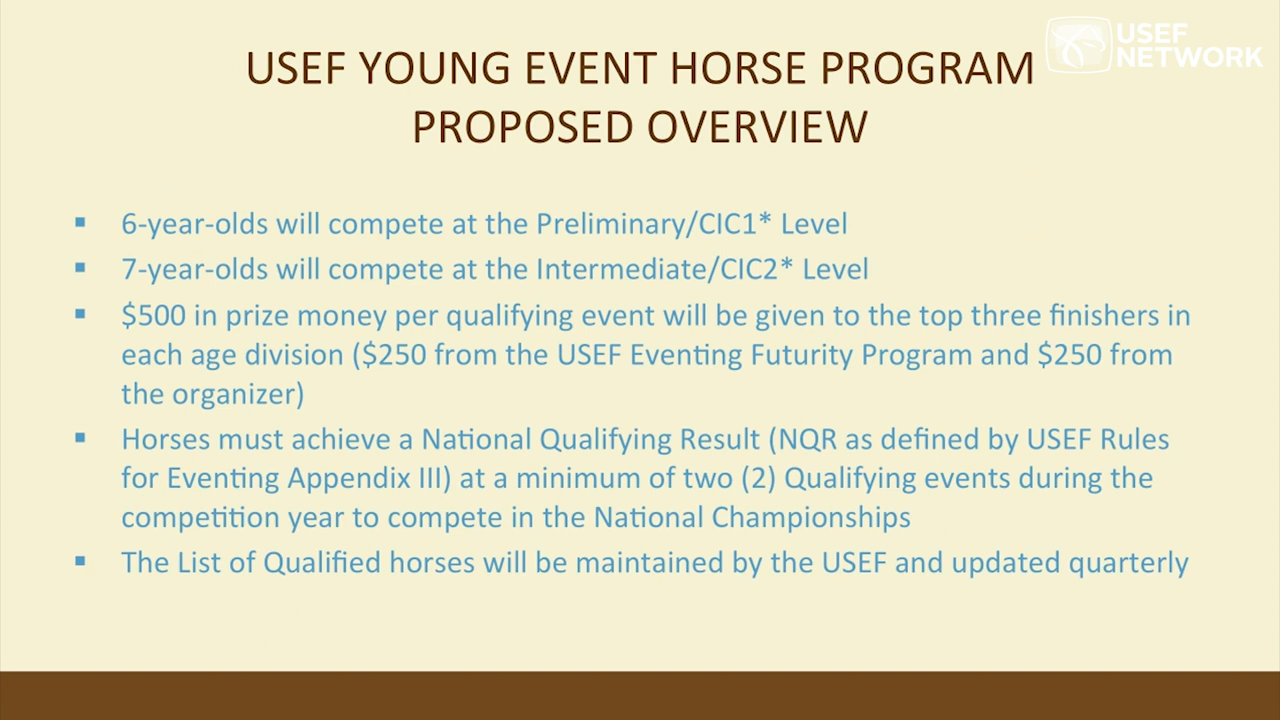 USEF NETWORK
USEF YOUNG EVENT HORSE PROGRAM
PROPOSED OVERVIEW
▪ 6-year-olds will compete at the Preliminary/CIC1* Level
▪ 7-year-olds will compete at the Intermediate/CIC2* Level
▪ $500 in prize money per qualifying event will be given to the top three finishers in
each age division ($250 from the USEF Eventing Futurity Program and $250 from
the organizer)
▪ Horses must achieve a National Qualifying Result (NQR as defined by USEF Rules
for Eventing Appendix III) at a minimum of two (2) Qualifying events during the
competition year to compete in the National Championships
▪ The List of Qualified horses will be maintained by the USEF and updated quarterly